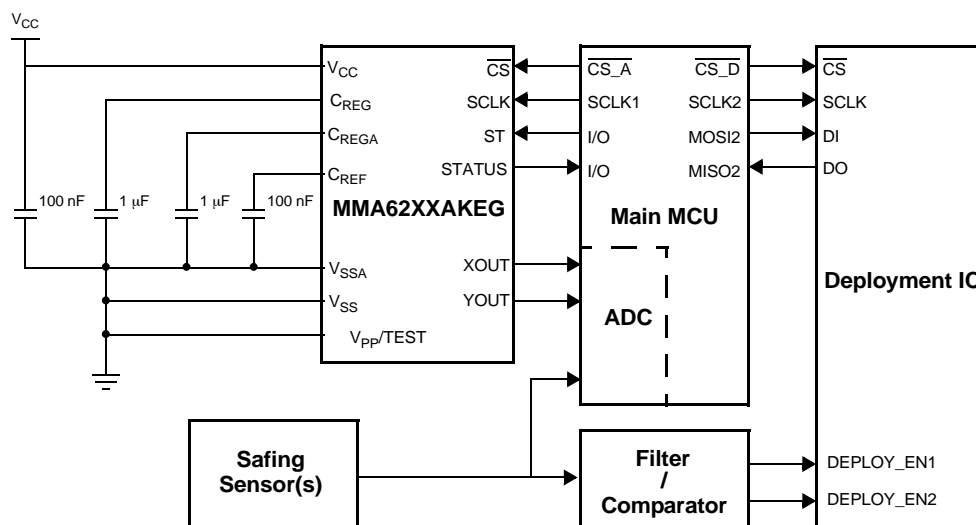 VCC
VCC
CREG
CREGA
CREF
100 nF
1 μF
1 μF
100 nF
VSSA
VSS
VPP/TEST
CS
SCLK
ST
STATUS
MMA62XXAKEG
XOUT
YOUT
CS_A
SCLK1
I/O
I/O
CS_D
SCLK2
MOSI2
MISO2
Main MCU
ADC
CS
SCLK
DI
DO
Deployment IC
DEPLOY_EN1
DEPLOY_EN2
Safing
Sensor(s)
Filter
/
Comparator